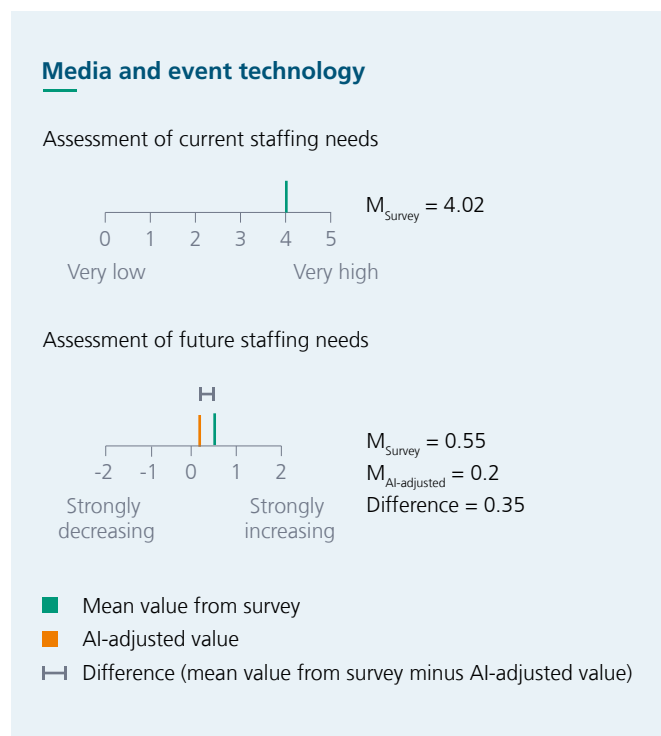 Media and event technology
Assessment of current staffing needs
M Survey = 4.02
0 1 2 3 4 5
Very low Very high
Assessment of future staffing needs
M Survey = 0.55
-2 -1 0 1 2
M AI-adjusted = 0.2
Strongly decreasing
Strongly increasing
Difference = 0.35
Mean value from survey
AI-adjusted value
Difference (mean value from survey minus AI-adjusted value)